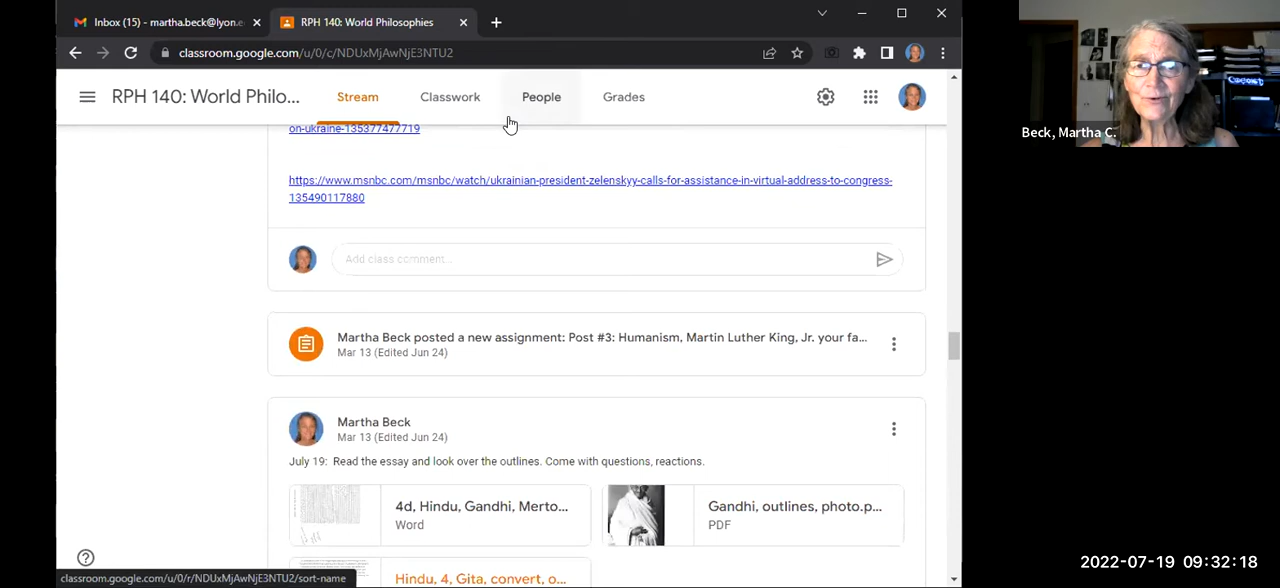 Inbox (15) - martha.beck@lyon.e
RPH 140: World Philosophies
classroom.google.com/u/0/c/NDUxMjAwNjE3NTU2
RPH 140: World Philo...
Stream
Classwork
People
Grades
on-ukraine-135377477719
https://www.msnbc.com/msnbc/watch/ukrainian-president-zelenskyy-calls-for-assistance-in-virtual-address-to-congress-
135490117880
Add class comment...
Martha Beck posted a new assignment: Post #3: Humanism, Martin Luther King, Jr. your fa...
Mar 13 (Edited Jun 24)
Martha Beck
Mar 13 (Edited Jun 24)
July 19: Read the essay and look over the outlines. Come with questions, reactions.
4d, Hindu, Gandhi, Merto...
Word
Gandhi, outlines, photo.p...
PDF
Hindu, 4, Gita, convert, o...
classroom.google.com/u/0/r/NDUxMjAwNjE3NTU2/sort-name
Beck, Martha C.
2022-07-19 09:32:18